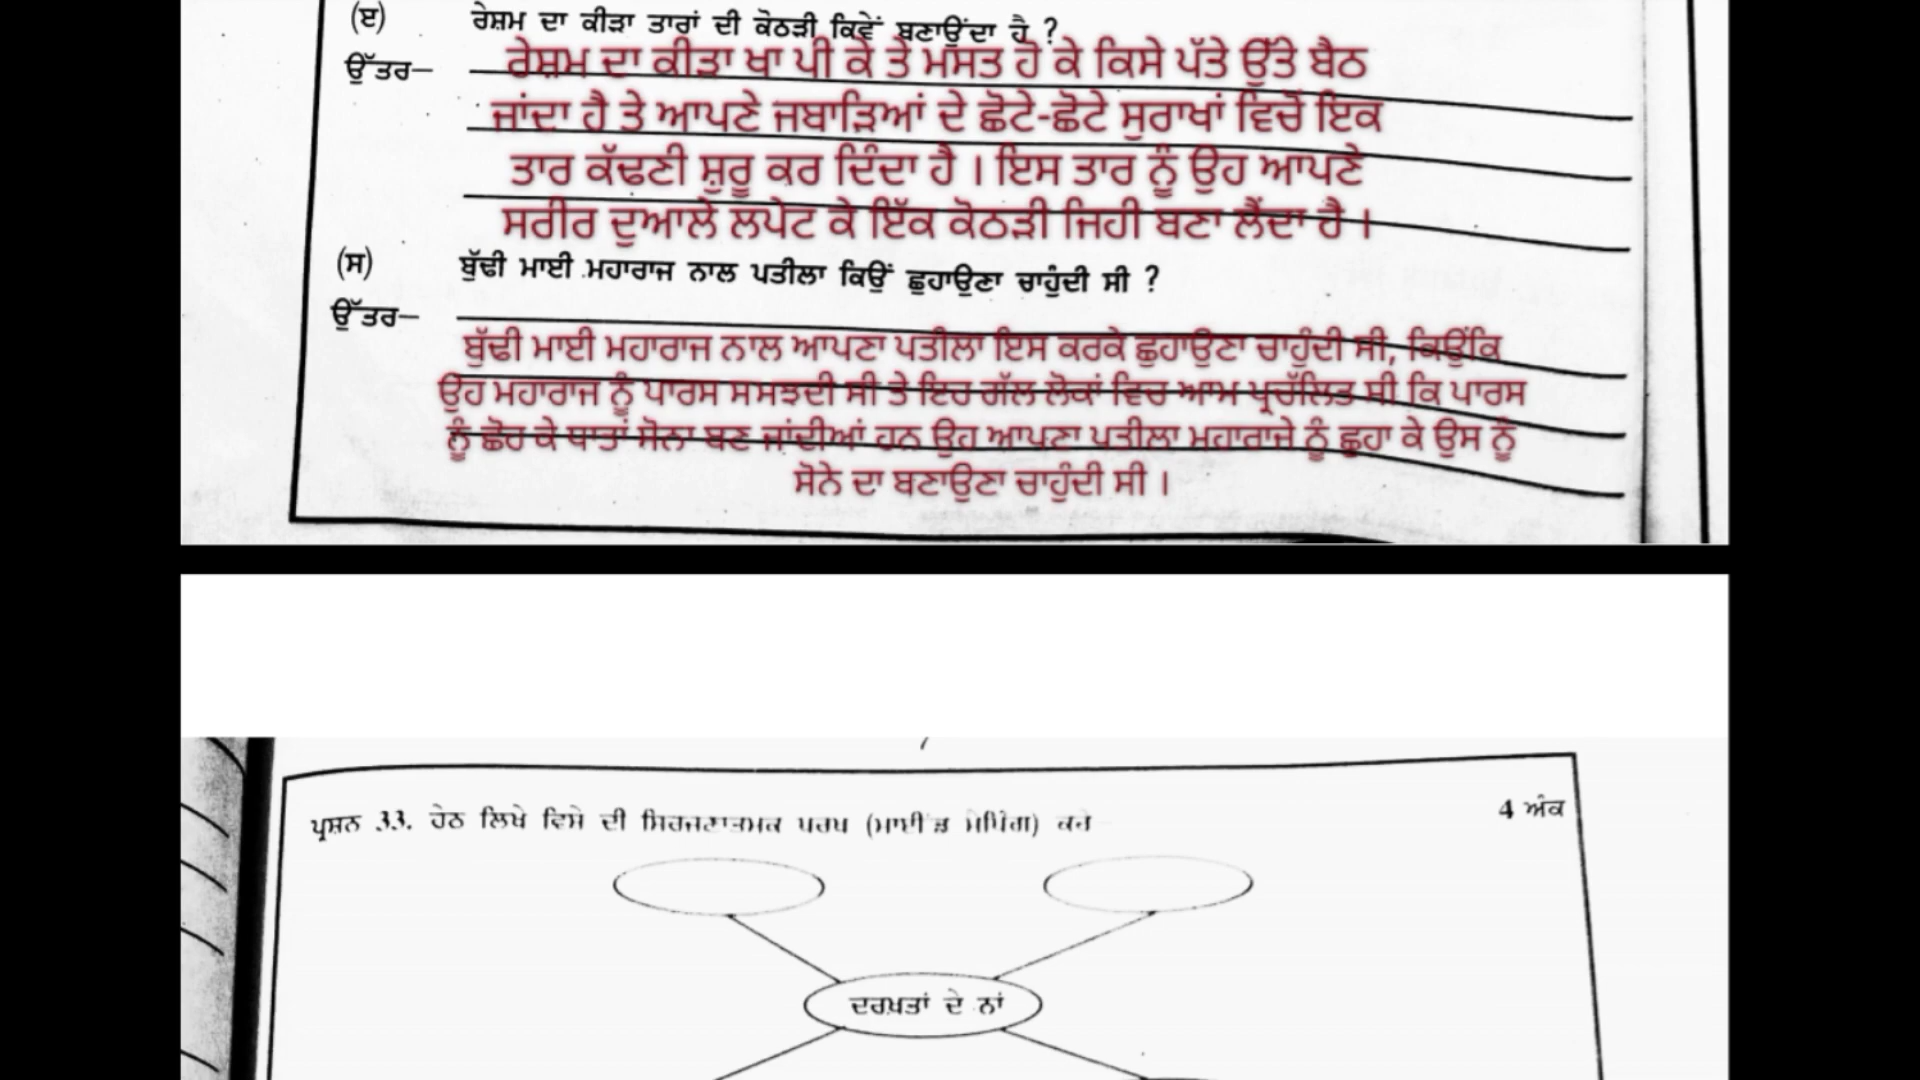 (ੲ) ਰੇਸ਼ਮ ਦਾ ਕੀੜਾ ਤਾਰਾਂ ਦੀ ਕੋਠੜੀ ਕਿਵੇਂ ਬਣਾਉਂਦਾ ਹੈ ?
ਉੱਤਰ— ਰੇਸ਼ਮ ਦਾ ਕੀੜਾ ਖਾ ਪੀ ਕੇ ਤੇ ਮਸਤ ਹੋ ਕੇ ਕਿਸੇ ਪੱਤੇ ਉੱਤੇ ਬੈਠ
ਜਾਂਦਾ ਹੈ ਤੇ ਆਪਣੇ ਜਬਾੜਿਆਂ ਦੇ ਛੋਟੇ-ਛੋਟੇ ਸੁਰਾਖਾਂ ਵਿਚੋਂ ਇਕ
ਤਾਰ ਕੱਢਣੀ ਸ਼ੁਰੂ ਕਰ ਦਿੰਦਾ ਹੈ । ਇਸ ਤਾਰ ਨੂੰ ਉਹ ਆਪਣੇ
ਸਰੀਰ ਦੁਆਲੇ ਲਪੇਟ ਕੇ ਇੱਕ ਕੋਠੜੀ ਜਿਹੀ ਬਣਾ ਲੈਂਦਾ ਹੈ ।
(ਸ) ਬੁੱਢੀ ਮਾਈ ਮਹਾਰਾਜ ਨਾਲ ਪਤੀਲਾ ਕਿਉਂ ਛੁਹਾਉਣਾ ਚਾਹੁੰਦੀ ਸੀ ?
ਉੱਤਰ—
ਬੁੱਢੀ ਮਾਈ ਮਹਾਰਾਜ ਨਾਲ ਆਪਣਾ ਪਤੀਲਾ ਇਸ ਕਰਕੇ ਛੁਹਾਉਣਾ ਚਾਹੁੰਦੀ ਸੀ, ਕਿਉਂਕਿ
ਉਹ ਮਹਾਰਾਜ ਨੂੰ ਪਾਰਸ ਸਮਝਦੀ ਸੀ ਤੇ ਇਹ ਗੱਲ ਲੋਕਾਂ ਵਿਚ ਆਮ ਪ੍ਰਚੱਲਿਤ ਸੀ ਕਿ ਪਾਰਸ
ਨੂੰ ਛੋਹ ਕੇ ਧਾਤਾਂ ਸੋਨਾ ਬਣ ਜਾਂਦੀਆਂ ਹਨ ਉਹ ਆਪਣਾ ਪਤੀਲਾ ਮਹਾਰਾਜੇ ਨੂੰ ਛੁਹਾ ਕੇ ਉਸ ਨੂੰ
ਸੋਨੇ ਦਾ ਬਣਾਉਣਾ ਚਾਹੁੰਦੀ ਸੀ ।
ਪ੍ਰਸ਼ਨ 33. ਹੇਠ ਲਿਖੇ ਵਿਸੇ ਦੀ ਸਿਰਜਣਾਤਮਕ ਪਰਖ (ਮਾਈਂਡ ਮੈਪਿੰਗ) ਕਰੋ 4 ਅੰਕ
ਦਰਖ਼ਤਾਂ ਦੇ ਨਾਂ